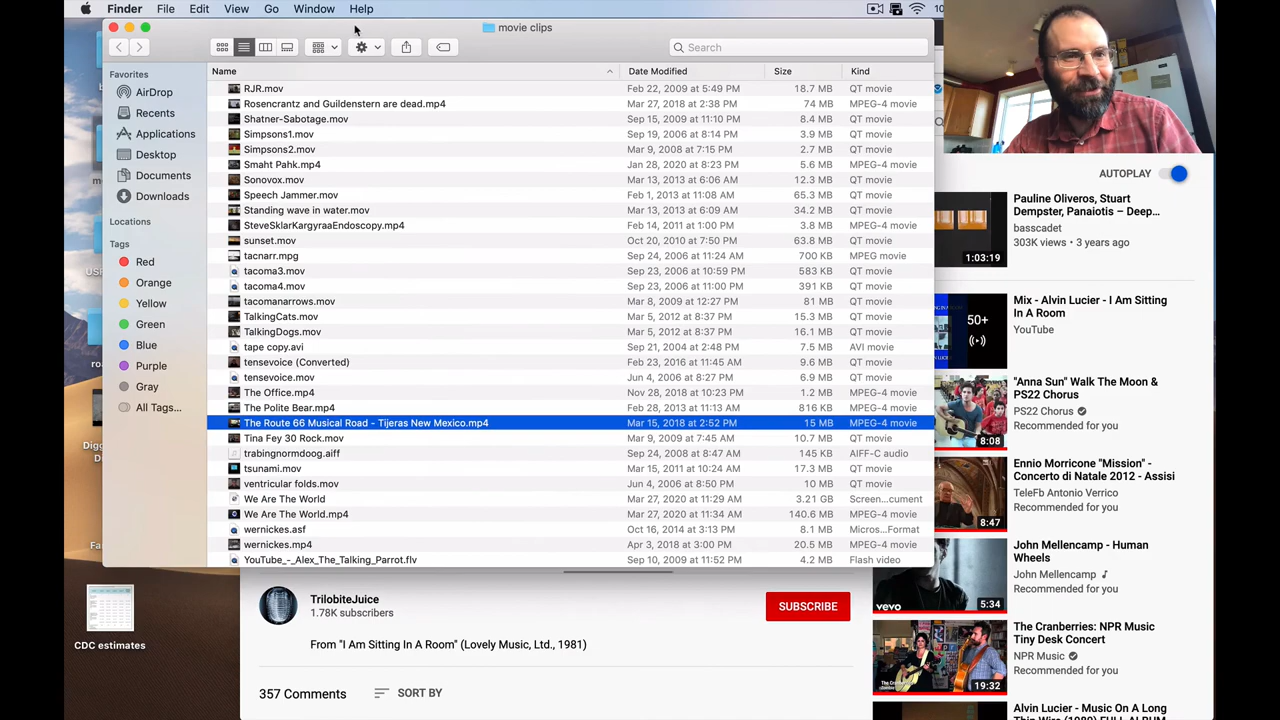 Finder File Edit View Go Window Help
movie clips
Search
Favorites
AirDrop
Recents
Applications
Desktop
Documents
Downloads
Locations
Tags
Red
Orange
Yellow
Green
Blue
Purple
Gray
All Tags...
Name Date Modified Size Kind
RJR.mov Feb 22, 2009 at 5:49 PM 18.7 MB QT movie
Rosencrantz and Guildenstern are dead.mp4 Mar 27, 2018 at 2:38 PM 74 MB MPEG-4 movie
Shatner-Sabotage.mov Sep 15, 2009 at 11:10 PM 8.4 MB QT movie
Simpsons1.mov Sep 19, 2006 at 8:14 PM 3.9 MB QT movie
Simpsons2.mov Mar 9, 2008 at 7:15 PM 2.7 MB QT movie
Smaht Pahk.mp4 Jan 28, 2020 at 8:23 PM 5.6 MB MPEG-4 movie
Sonovox.mov Mar 13, 2013 at 6:06 AM 12.3 MB QT movie
Speech Jammer.mov Feb 1, 2013 at 11:08 AM 65.3 MB QT movie
Standing wave in water.mov Mar 13, 2013 at 6:09 AM 34.2 MB QT movie
SteveSklarKargyraaEndoscopy.mp4 Feb 14, 2011 at 1:00 PM 3.8 MB MPEG-4 movie
sunset.mov Oct 20, 2010 at 7:50 PM 63.8 MB QT movie
tacnarr.mpg Sep 24, 2006 at 11:24 AM 700 KB MPEG movie
tacoma3.mov Sep 23, 2006 at 10:59 PM 583 KB QT movie
tacoma4.mov Sep 23, 2006 at 11:00 PM 391 KB QT movie
tacomanarrows.mov Mar 8, 2009 at 12:27 PM 81 MB QT movie
TalkingCats.mov Mar 5, 2012 at 8:37 PM 15.3 MB QT movie
TalkingDogs.mov Mar 5, 2012 at 8:37 PM 16.1 MB QT movie
tape copy.avi Sep 21, 2004 at 2:48 PM 7.5 MB AVI movie
tensevoice (Converted) Feb 23, 2016 at 11:45 AM 9.6 MB QT movie
tensevoice.mov Jun 4, 2006 at 8:27 PM 6.9 MB QT movie
The Office.mp4 Nov 28, 2018 at 10:23 PM 1.2 MB MPEG-4 movie
The Polite Bear.mp4 Feb 28, 2013 at 11:13 AM 816 KB MPEG-4 movie
The Route 66 Musical Road - Tijeras New Mexico.mp4 Mar 15, 2018 at 2:52 PM 15 MB MPEG-4 movie
Tina Fey 30 Rock.mov Mar 9, 2009 at 7:45 AM 10.7 MB QT movie
trabub on moog.aiff Sep 24, 2008 at 8:47 AM 45 KB AIFF-C audio
tsunami.mov Mar 15, 2011 at 10:24 AM 17.3 MB QT movie
ventricular folds.mov Jun 4, 2006 at 8:50 PM 10 MB QT movie
We Are The World Mar 27, 2020 at 11:29 AM 3.21 GB Screen...cument
We Are The World.mp4 Mar 27, 2020 at 11:34 AM 140.6 MB MPEG-4 movie
wernickes.asf Oct 16, 2014 at 3:13 PM 8.1 MB Micros...Format
wernickes.mp4 Apr 3, 2018 at 3:00 PM 20.5 MB MPEG-4 movie
YouTube_-_Alex_The_Talking_Parrot.flv Sep 10, 2009 at 11:52 PM 4.2 MB Flash video
CDC estimates
1.78K subscribers
SUBSCRIBE
From "I Am Sitting In A Room" (Lovely Music, Ltd., 1981)
357 Comments SORT BY
AUTOPLAY
Pauline Oliveros, Stuart
Dempster, Panaiotis – Deep...
basscadet
303K views • 3 years ago
1:03:19
Mix - Alvin Lucier - I Am Sitting
In A Room
YouTube
50+
"Anna Sun" Walk The Moon &
PS22 Chorus
PS22 Chorus
Recommended for you
8:08
Ennio Morricone "Mission" -
Concerto di Natale 2012 - Assisi
TeleFb Antonio Verrico
Recommended for you
8:47
John Mellencamp - Human
Wheels
John Mellencamp
Recommended for you
vevo 5:34
The Cranberries: NPR Music
Tiny Desk Concert
NPR Music
Recommended for you
19:32
Alvin Lucier - Music On A Long